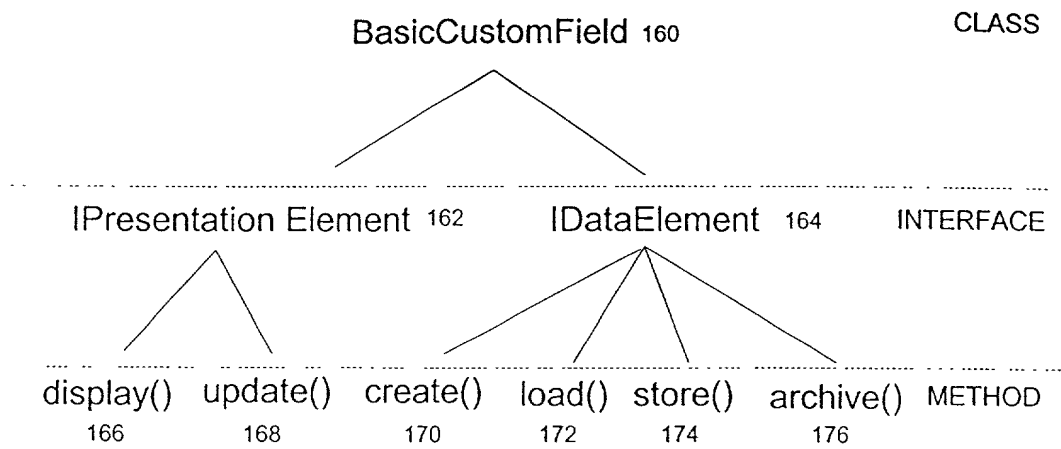 BasicCustomField 160 CLASS
IPresentation Element 162 IDataElement 164 INTERFACE
display() update() create() load() store() archive() METHOD
166 168 170 172 174 176